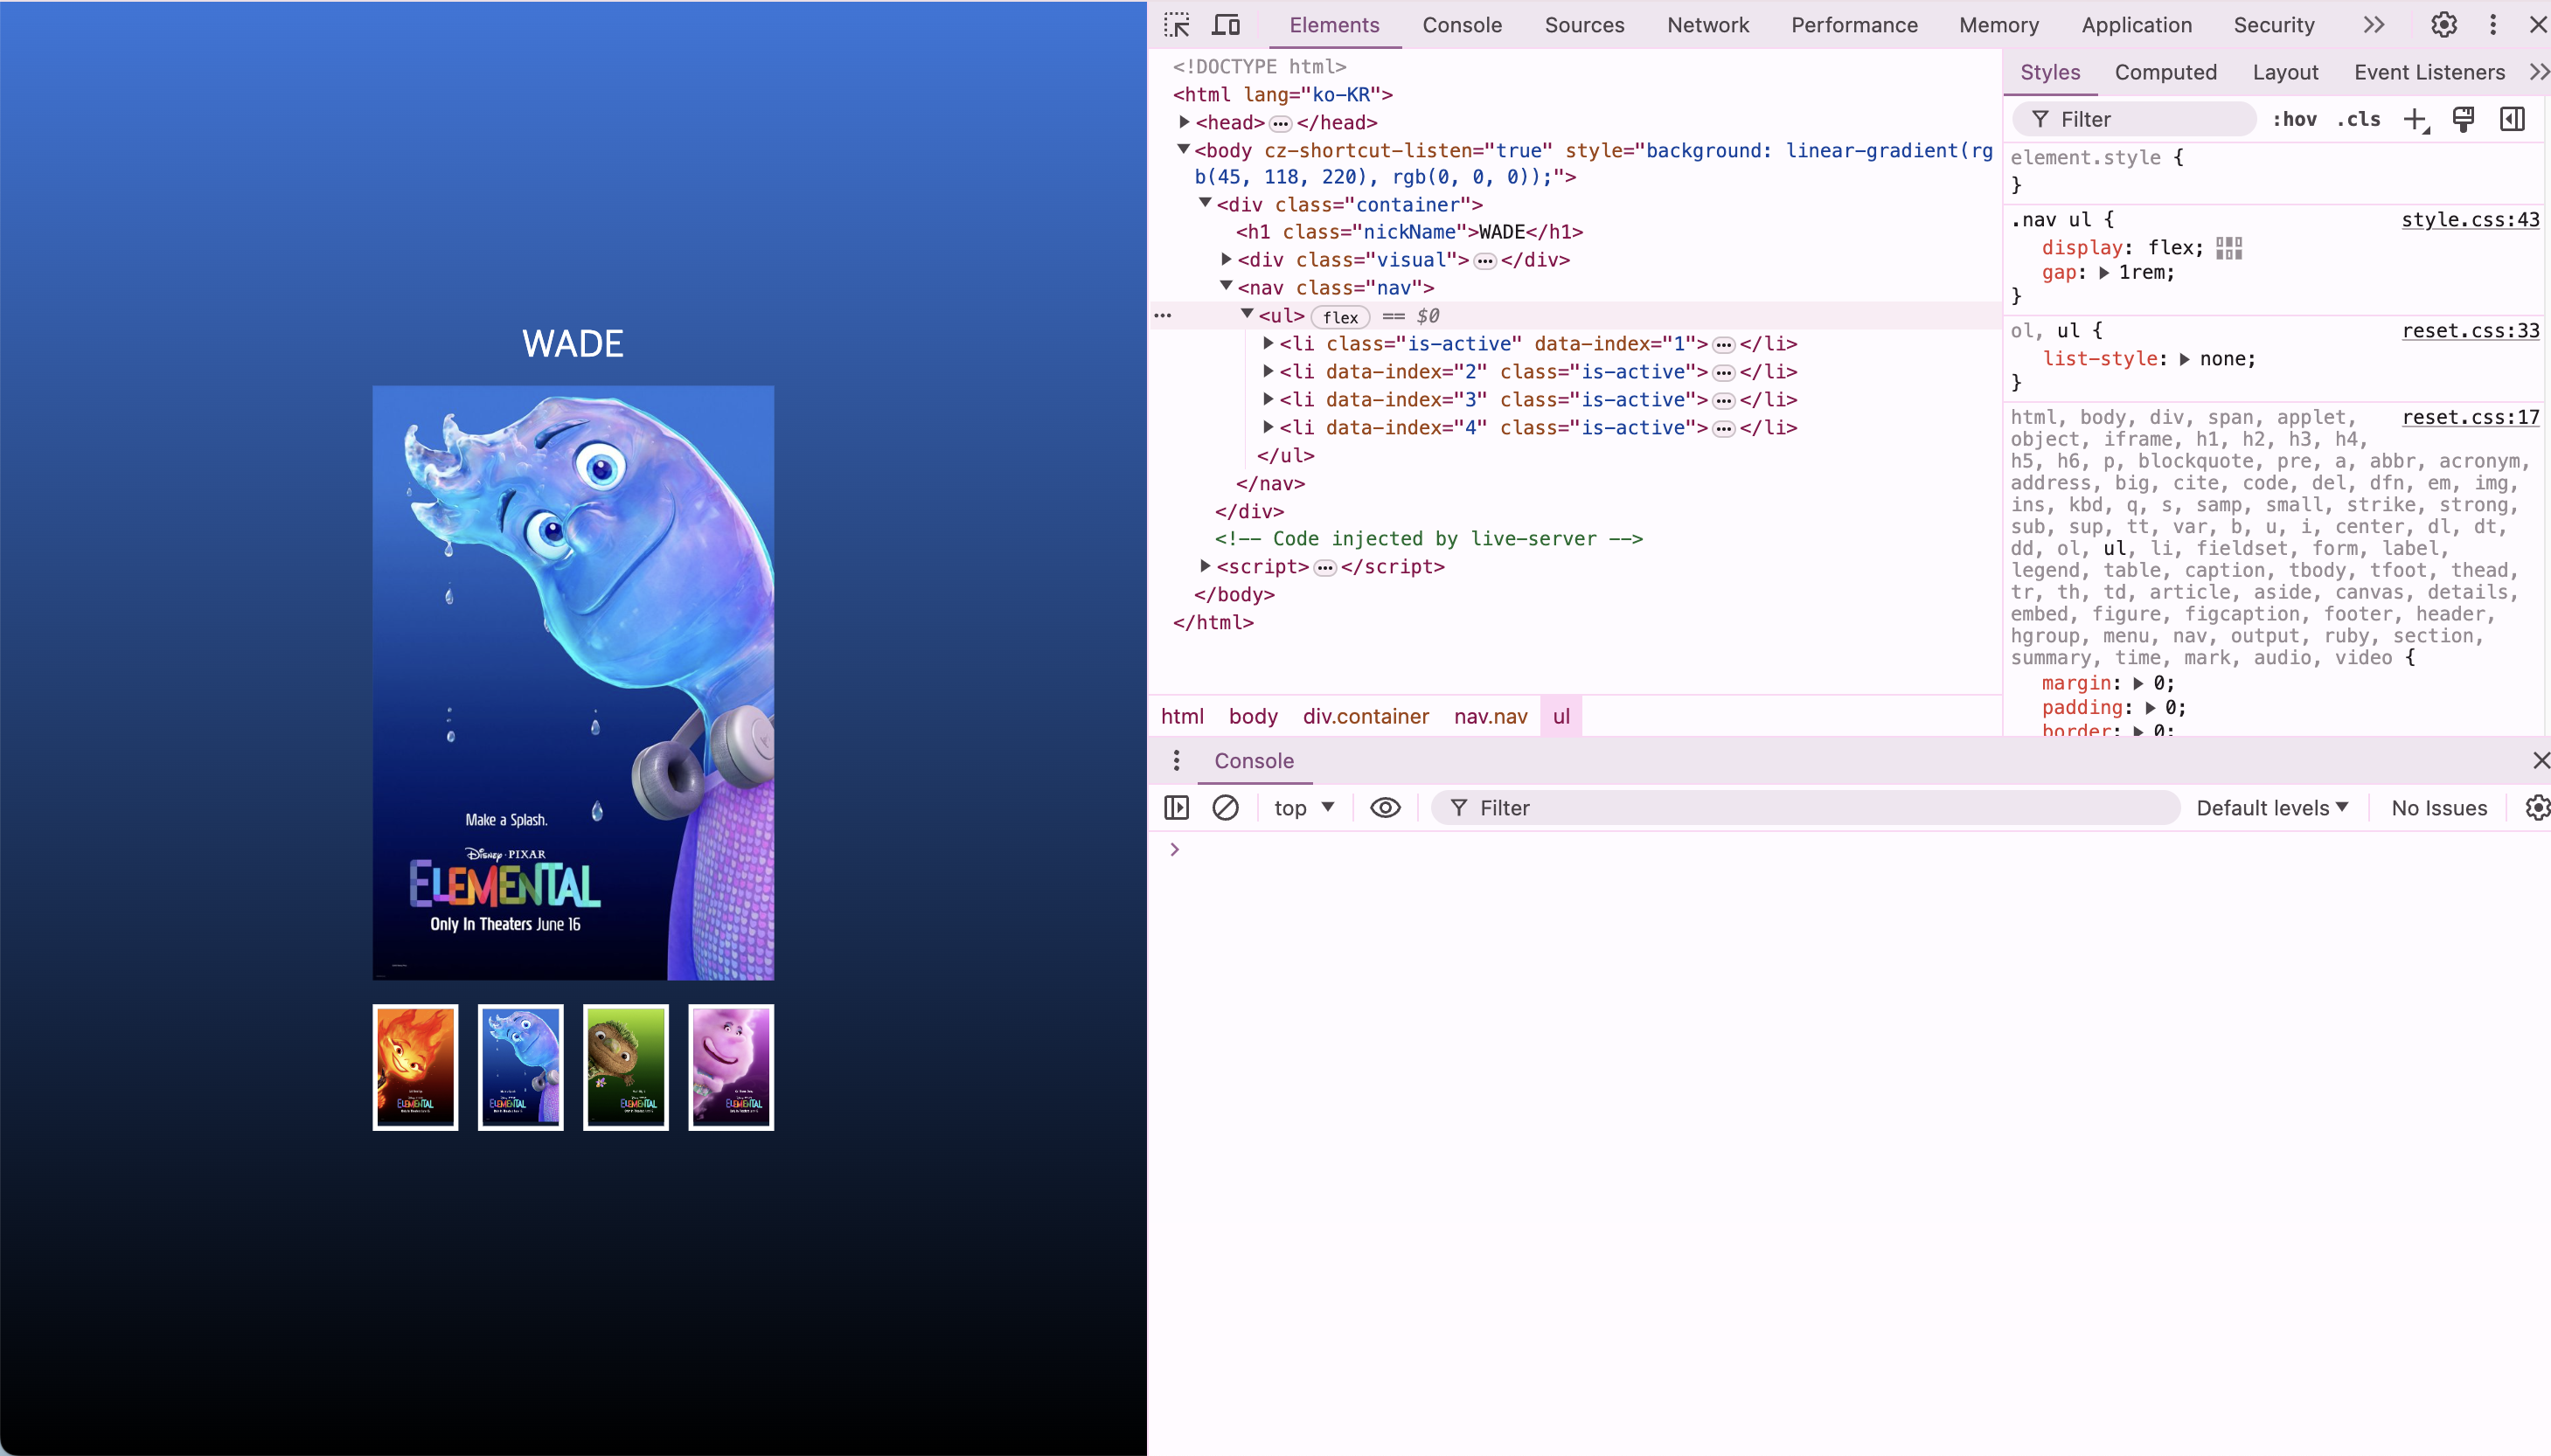 WADE
Make a Splash.
Disney · PIXAR
ELEMENTAL
Only In Theaters June 16
ELEMENTAL
ELEMENTAL
ELEMENTAL
ELEMENTAL
Elements Console Sources Network Performance Memory Application Security
<!DOCTYPE html>
<html lang="ko-KR">
<head> ••• </head>
<body cz-shortcut-listen="true" style="background: linear-gradient(rg
b(45, 118, 220), rgb(0, 0, 0));">
<div class="container">
<h1 class="nickName">WADE</h1>
<div class="visual"> ••• </div>
<nav class="nav">
••• <ul> flex == $0
<li class="is-active" data-index="1"> ••• </li>
<li data-index="2" class="is-active"> ••• </li>
<li data-index="3" class="is-active"> ••• </li>
<li data-index="4" class="is-active"> ••• </li>
</ul>
</nav>
</div>
<!-- Code injected by live-server -->
<script> ••• </script>
</body>
</html>
html body div.container nav.nav ul
Styles Computed Layout Event Listeners
Filter :hov .cls
element.style {
}
.nav ul { style.css:43
display: flex;
gap: 1rem;
}
ol, ul { reset.css:33
list-style: none;
}
html, body, div, span, applet, reset.css:17
object, iframe, h1, h2, h3, h4,
h5, h6, p, blockquote, pre, a, abbr, acronym,
address, big, cite, code, del, dfn, em, img,
ins, kbd, q, s, samp, small, strike, strong,
sub, sup, tt, var, b, u, i, center, dl, dt,
dd, ol, ul, li, fieldset, form, label,
legend, table, caption, tbody, tfoot, thead,
tr, th, td, article, aside, canvas, details,
embed, figure, figcaption, footer, header,
hgroup, menu, nav, output, ruby, section,
summary, time, mark, audio, video {
margin: 0;
padding: 0;
border: 0;
Console
top Filter Default levels No Issues